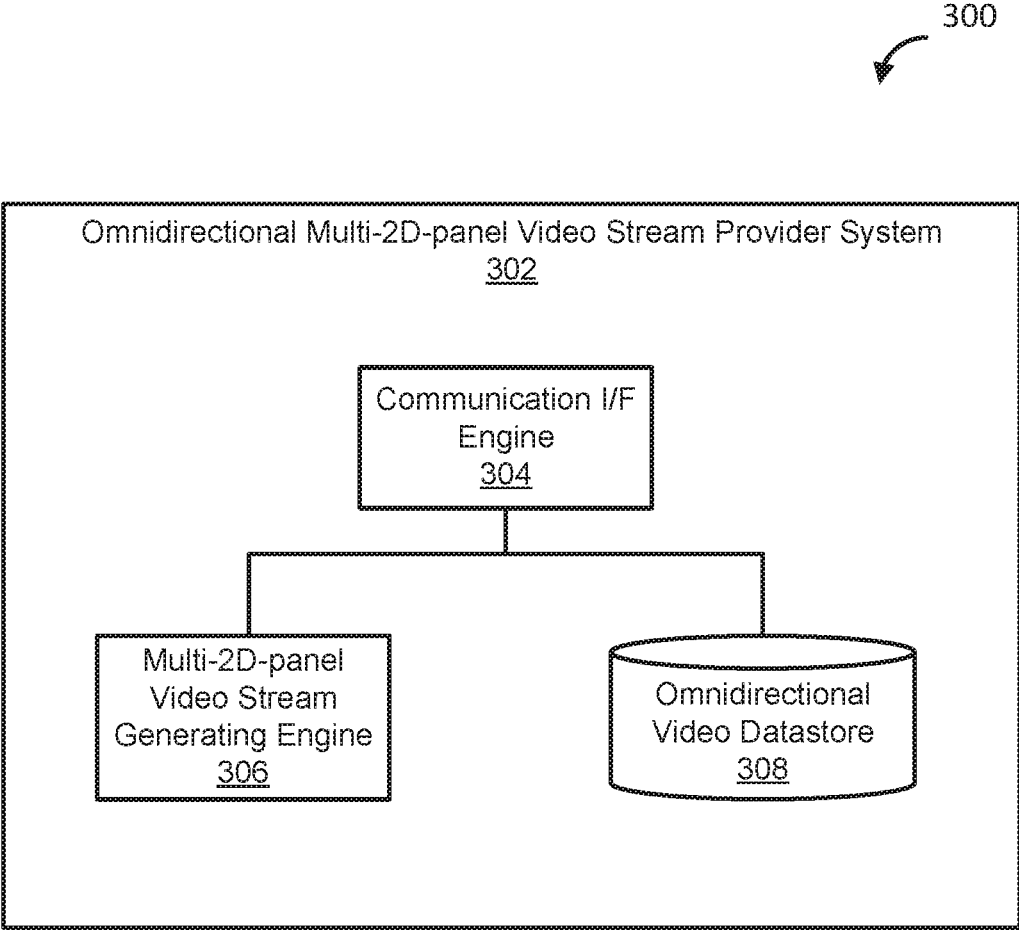 300
Omnidirectional Multi-2D-panel Video Stream Provider System
302
Communication I/F
Engine
304
Multi-2D-panel
Video Stream
Generating Engine
306
Omnidirectional
Video Datastore
308